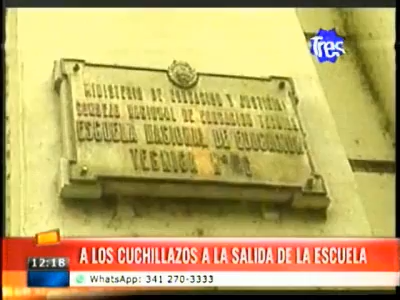 Tres
MINISTERIO DE EDUCACION Y JUSTICIA
CONSEJO NACIONAL DE EDUCACION TECNICA
ESCUELA NACIONAL DE EDUCACION
TECNICA
A LOS CUCHILLAZOS A LA SALIDA DE LA ESCUELA
12:18
WhatsApp: 341 270-3333